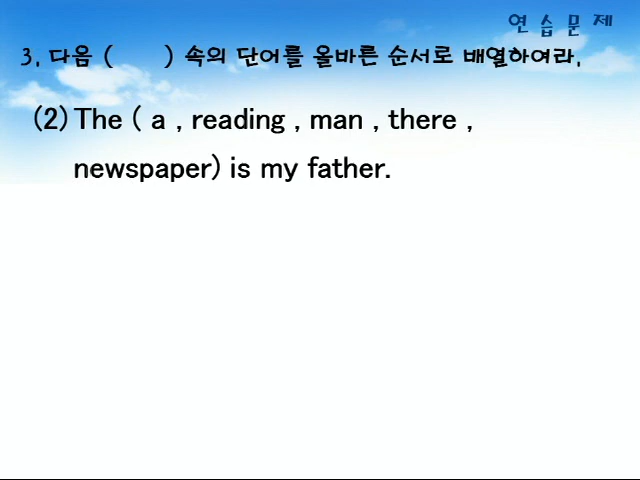 연 습 문 제
3. 다음 (      ) 속의 단어를 올바른 순서로 배열하여라.
(2) The ( a , reading , man , there ,
newspaper) is my father.